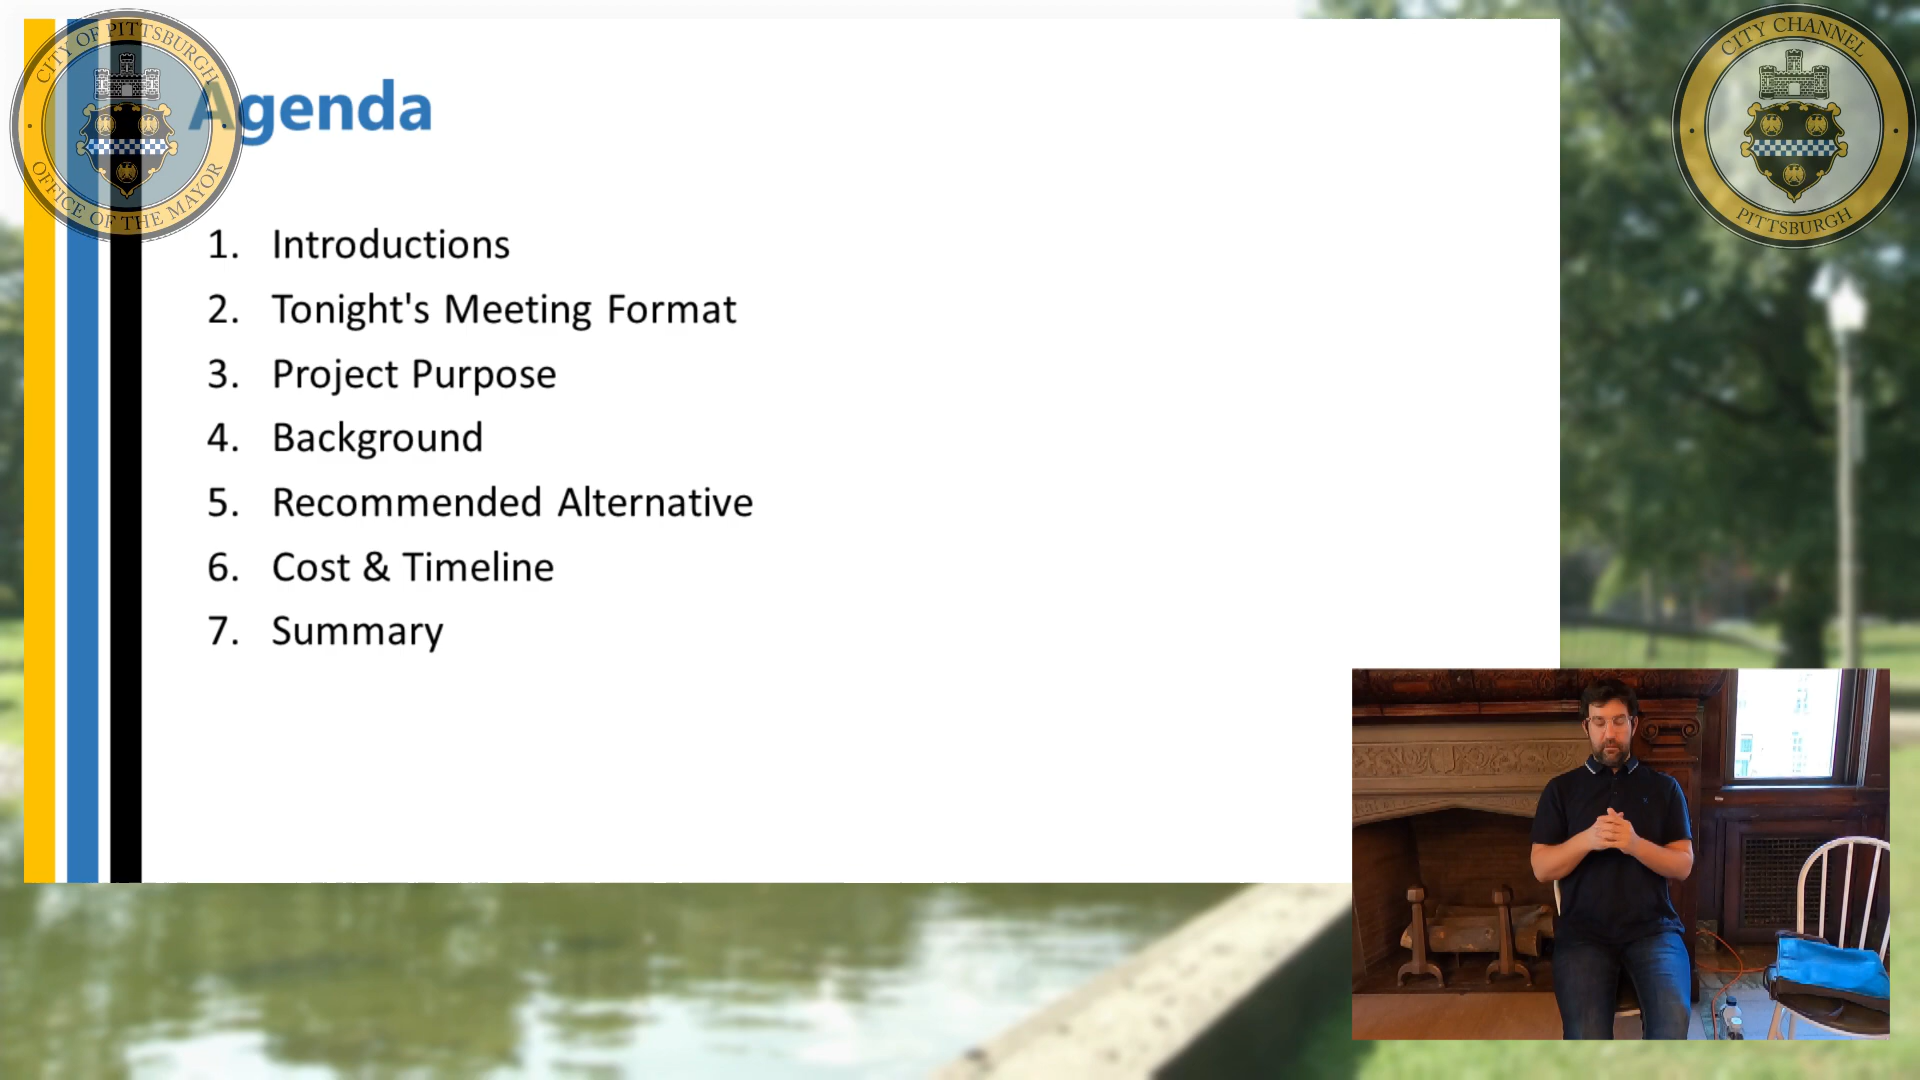 CITY OF PITTSBURGH
OFFICE OF THE MAYOR
CITY CHANNEL
PITTSBURGH
Agenda
1. Introductions
2. Tonight's Meeting Format
3. Project Purpose
4. Background
5. Recommended Alternative
6. Cost & Timeline
7. Summary